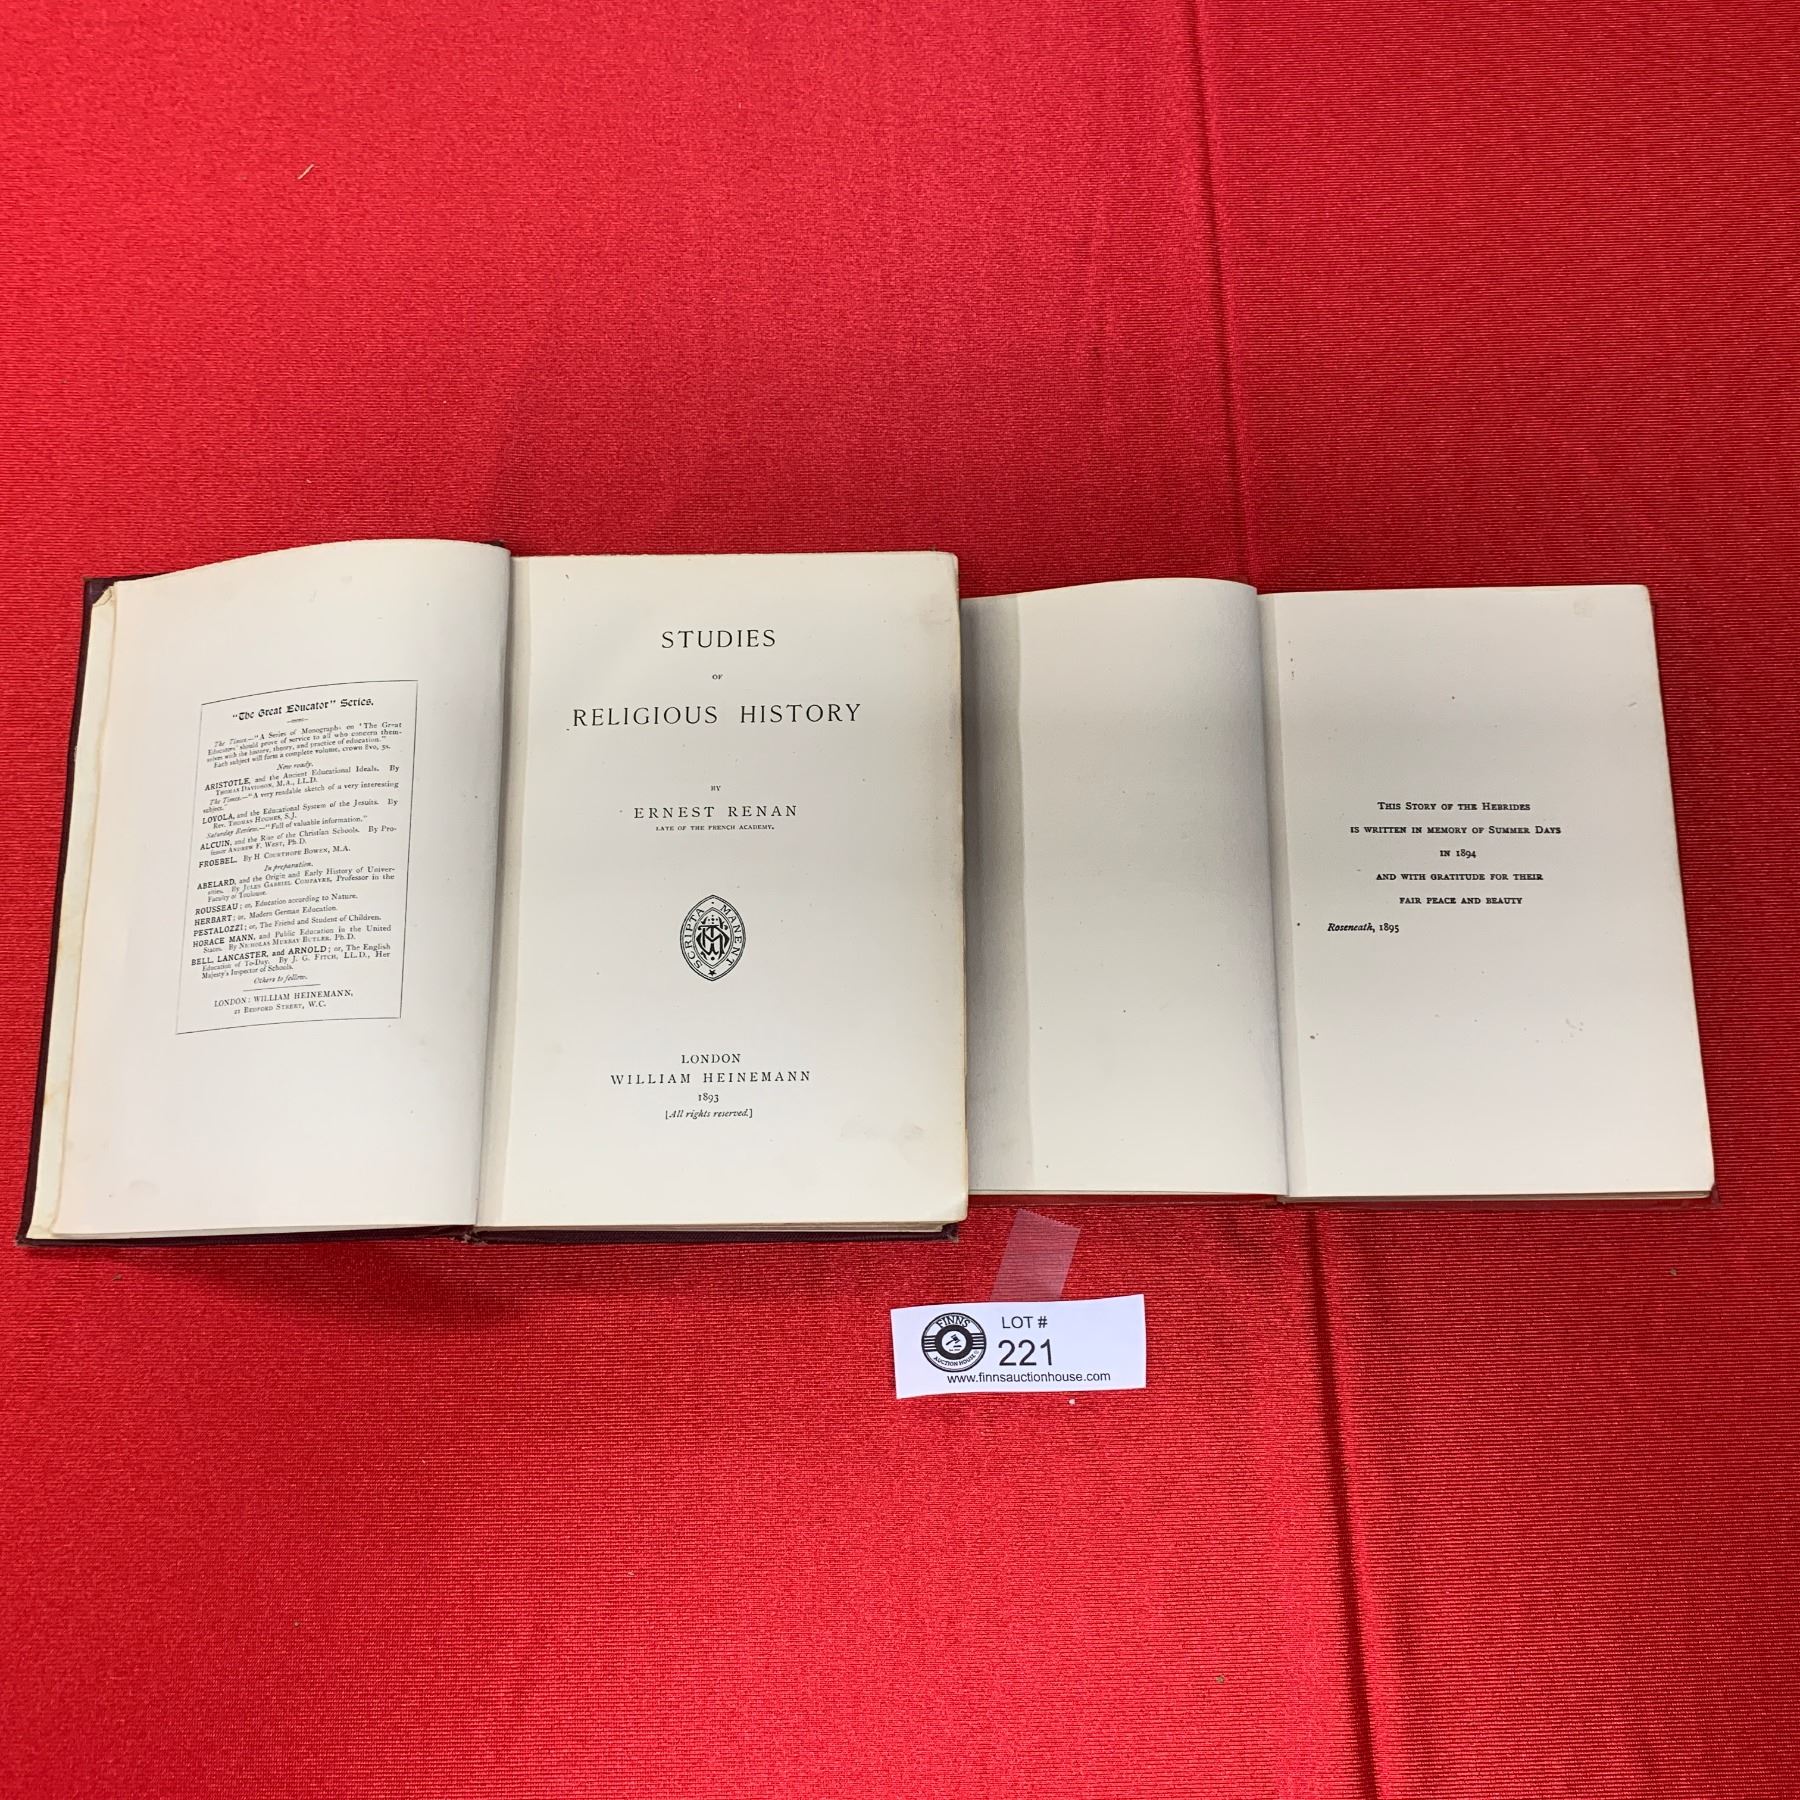 "The Great Educator" Series.
The Times.—"A Series of Monographs on 'The Great
Educators' should prove of service to all who concern them-
selves with the history, theory, and practice of education."
Each subject will form a complete volume, crown 8vo, 5s.
Now ready.
ARISTOTLE, and the Ancient Educational Ideals. By
THOMAS DAVIDSON, M.A., LL.D.
The Times.—"A very readable sketch of a very interesting
subject."
LOYOLA, and the Educational System of the Jesuits. By
Rev. THOMAS HUGHES, S.J.
Saturday Review.—"Full of valuable information."
ALCUIN, and the Rise of the Christian Schools. By Pro-
fessor ANDREW F. WEST, Ph.D.
FROEBEL. By H. COURTHOPE BOWEN, M.A.
In preparation.
ABELARD, and the Origin and Early History of Univer-
sities. By JULES GABRIEL COMPAYRE, Professor in the
Faculty of Toulouse.
ROUSSEAU; or, Education according to Nature.
HERBART; or, Modern German Education.
PESTALOZZI; or, The Friend and Student of Children.
HORACE MANN, and Public Education in the United
States. By NICHOLAS MURRAY BUTLER, Ph.D.
BELL, LANCASTER, and ARNOLD; or, The English
Education of To-Day. By J. G. FITCH, LL.D., Her
Majesty's Inspector of Schools.
Others to follow.
LONDON: WILLIAM HEINEMANN,
21 BEDFORD STREET, W.C.
STUDIES
OF
RELIGIOUS HISTORY
BY
ERNEST RENAN
LATE OF THE FRENCH ACADEMY.
SCRIPTA MANENT
LONDON
WILLIAM HEINEMANN
1893
[All rights reserved.]
THIS STORY OF THE HEBRIDES
IS WRITTEN IN MEMORY OF SUMMER DAYS
IN 1894
AND WITH GRATITUDE FOR THEIR
FAIR PEACE AND BEAUTY
Roseneath, 1895
FINNS
AUCTION HOUSE
LOT #
221
www.finnsauctionhouse.com